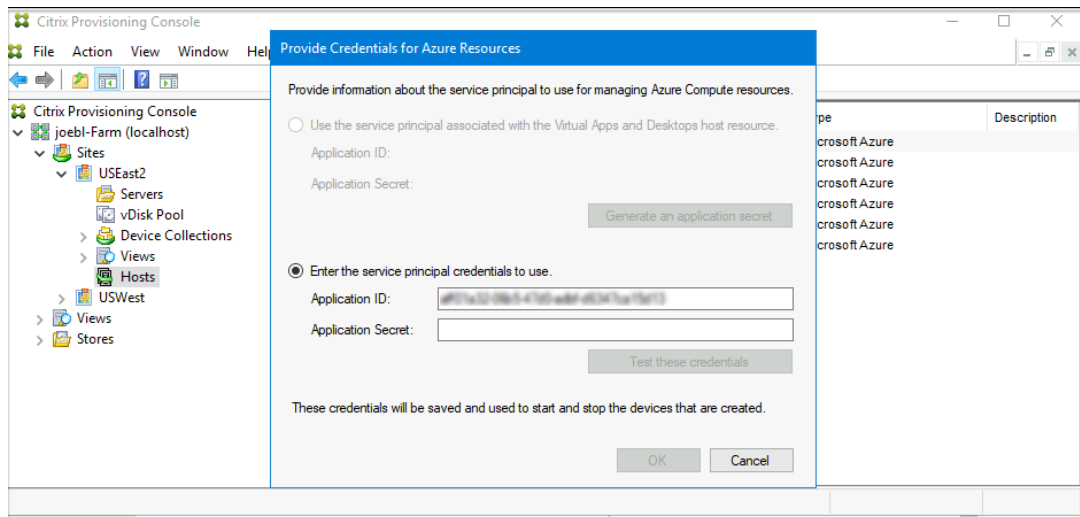 Citrix Provisioning Console
File Action View Window Hel
Citrix Provisioning Console
joebl-Farm (localhost)
Sites
USEast2
Servers
vDisk Pool
Device Collections
Views
Hosts
USWest
Views
Stores
Provide Credentials for Azure Resources
Provide information about the service principal to use for managing Azure Compute resources.
Use the service principal associated with the Virtual Apps and Desktops host resource.
Application ID:
Application Secret:
Generate an application secret
Enter the service principal credentials to use.
Application ID:
Application Secret:
Test these credentials
These credentials will be saved and used to start and stop the devices that are created.
OK Cancel
pe Description
crosoft Azure
crosoft Azure
crosoft Azure
crosoft Azure
crosoft Azure
crosoft Azure